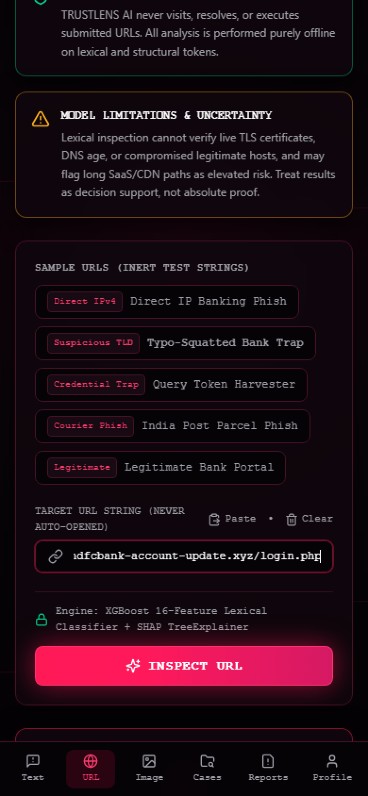 TRUSTLENS AI never visits, resolves, or executes
submitted URLs. All analysis is performed purely offline
on lexical and structural tokens.
MODEL LIMITATIONS & UNCERTAINTY
Lexical inspection cannot verify live TLS certificates,
DNS age, or compromised legitimate hosts, and may
flag long SaaS/CDN paths as elevated risk. Treat results
as decision support, not absolute proof.
SAMPLE URLS (INERT TEST STRINGS)
Direct IPv4 Direct IP Banking Phish
Suspicious TLD Typo-Squatted Bank Trap
Credential Trap Query Token Harvester
Courier Phish India Post Parcel Phish
Legitimate Legitimate Bank Portal
TARGET URL STRING (NEVER
AUTO-OPENED)
Paste • Clear
dfcbank-account-update.xyz/login.php
Engine: XGBoost 16-Feature Lexical
Classifier + SHAP TreeExplainer
INSPECT URL
Text URL Image Cases Reports Profile